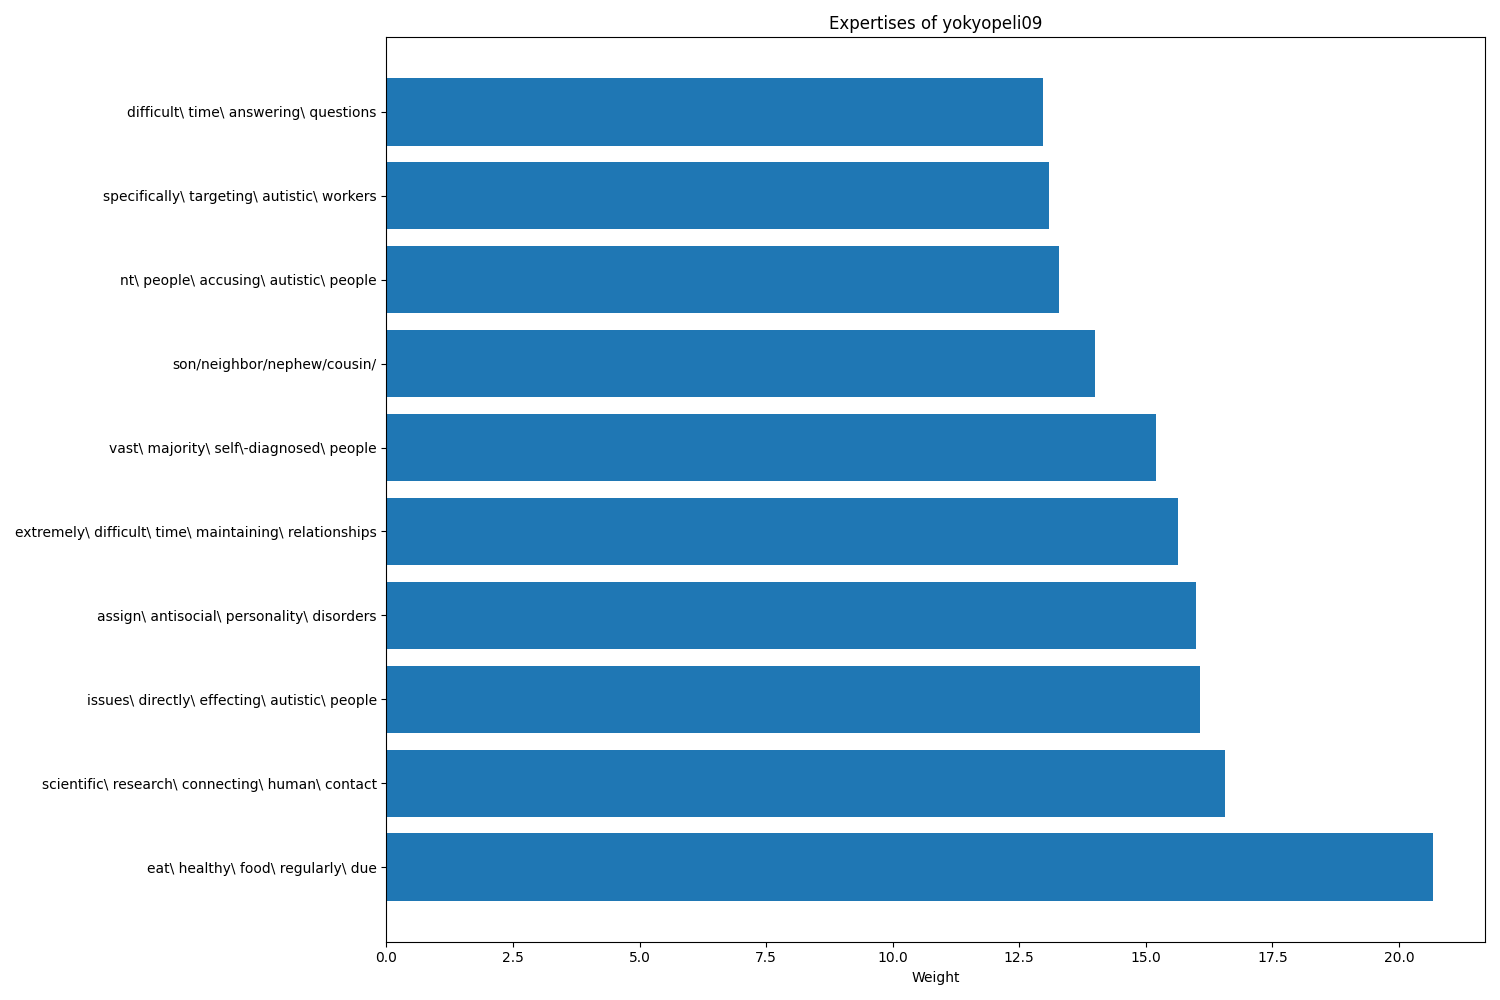 Expertises of yokyopeli09
difficult\ time\ answering\ questions
specifically\ targeting\ autistic\ workers
nt\ people\ accusing\ autistic\ people
son/neighbor/nephew/cousin/
vast\ majority\ self\-diagnosed\ people
extremely\ difficult\ time\ maintaining\ relationships
assign\ antisocial\ personality\ disorders
issues\ directly\ effecting\ autistic\ people
scientific\ research\ connecting\ human\ contact
eat\ healthy\ food\ regularly\ due
0.0 2.5 5.0 7.5 10.0 12.5 15.0 17.5 20.0
Weight